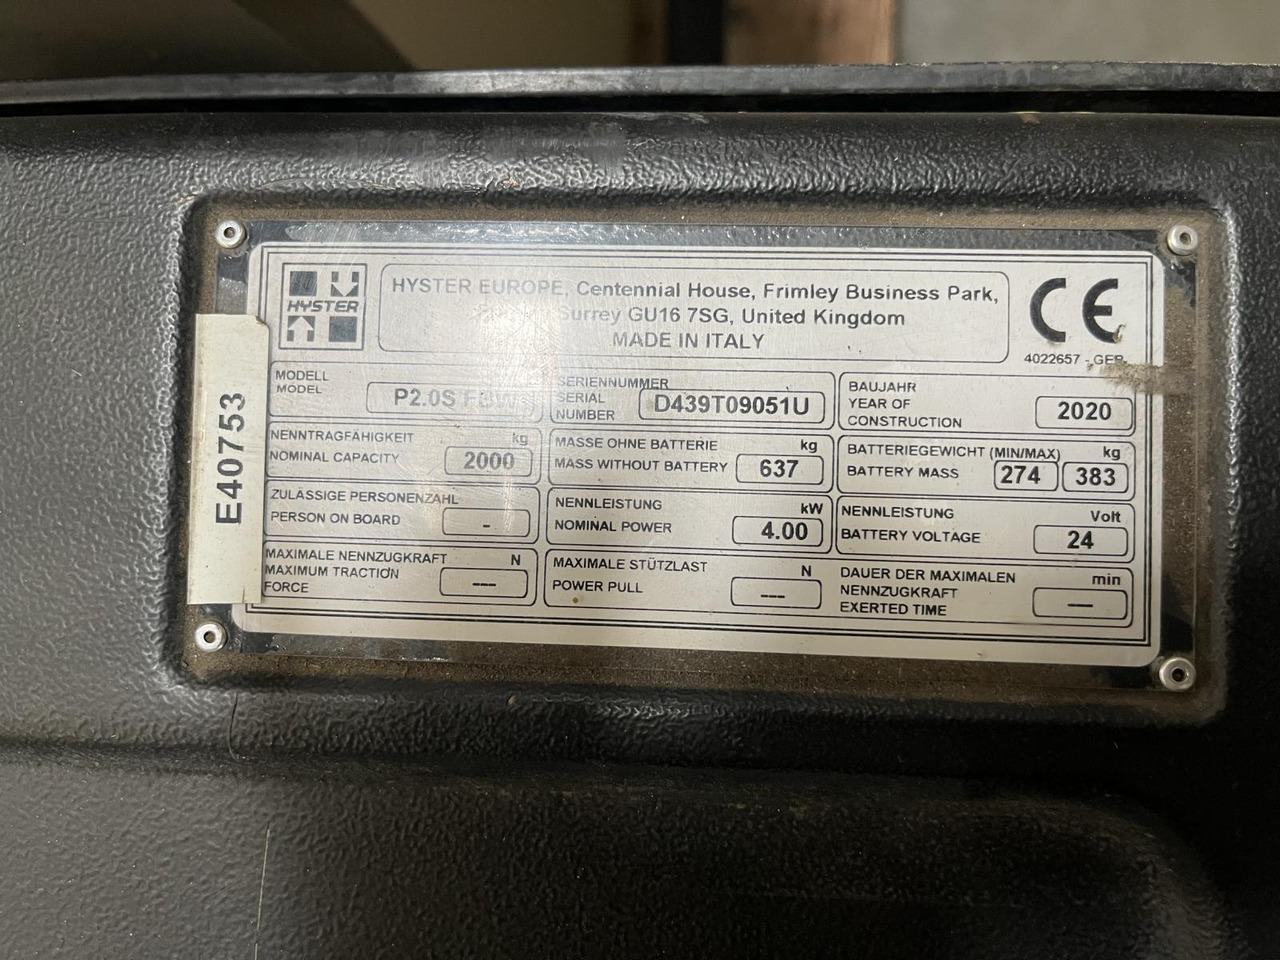 HYSTER
HYSTER EUROPE, Centennial House, Frimley Business Park,
Surrey GU16 7SG, United Kingdom
MADE IN ITALY
CE
4022657 - GER
E40753
MODELL
MODEL
P2.0S
SERIENNUMMER
SERIAL
NUMBER
D439T09051U
BAUJAHR
YEAR OF
CONSTRUCTION
2020
NENNTRAGFÄHIGKEIT kg
NOMINAL CAPACITY 2000
MASSE OHNE BATTERIE kg
MASS WITHOUT BATTERY 637
BATTERIEGEWICHT (MIN/MAX) kg
BATTERY MASS 274 383
ZULÄSSIGE PERSONENZAHL
PERSON ON BOARD -
NENNLEISTUNG kW
NOMINAL POWER 4.00
NENNLEISTUNG Volt
BATTERY VOLTAGE 24
MAXIMALE NENNZUGKRAFT N
MAXIMUM TRACTION
FORCE ---
MAXIMALE STÜTZLAST N
POWER PULL ---
DAUER DER MAXIMALEN min
NENNZUGKRAFT
EXERTED TIME ---